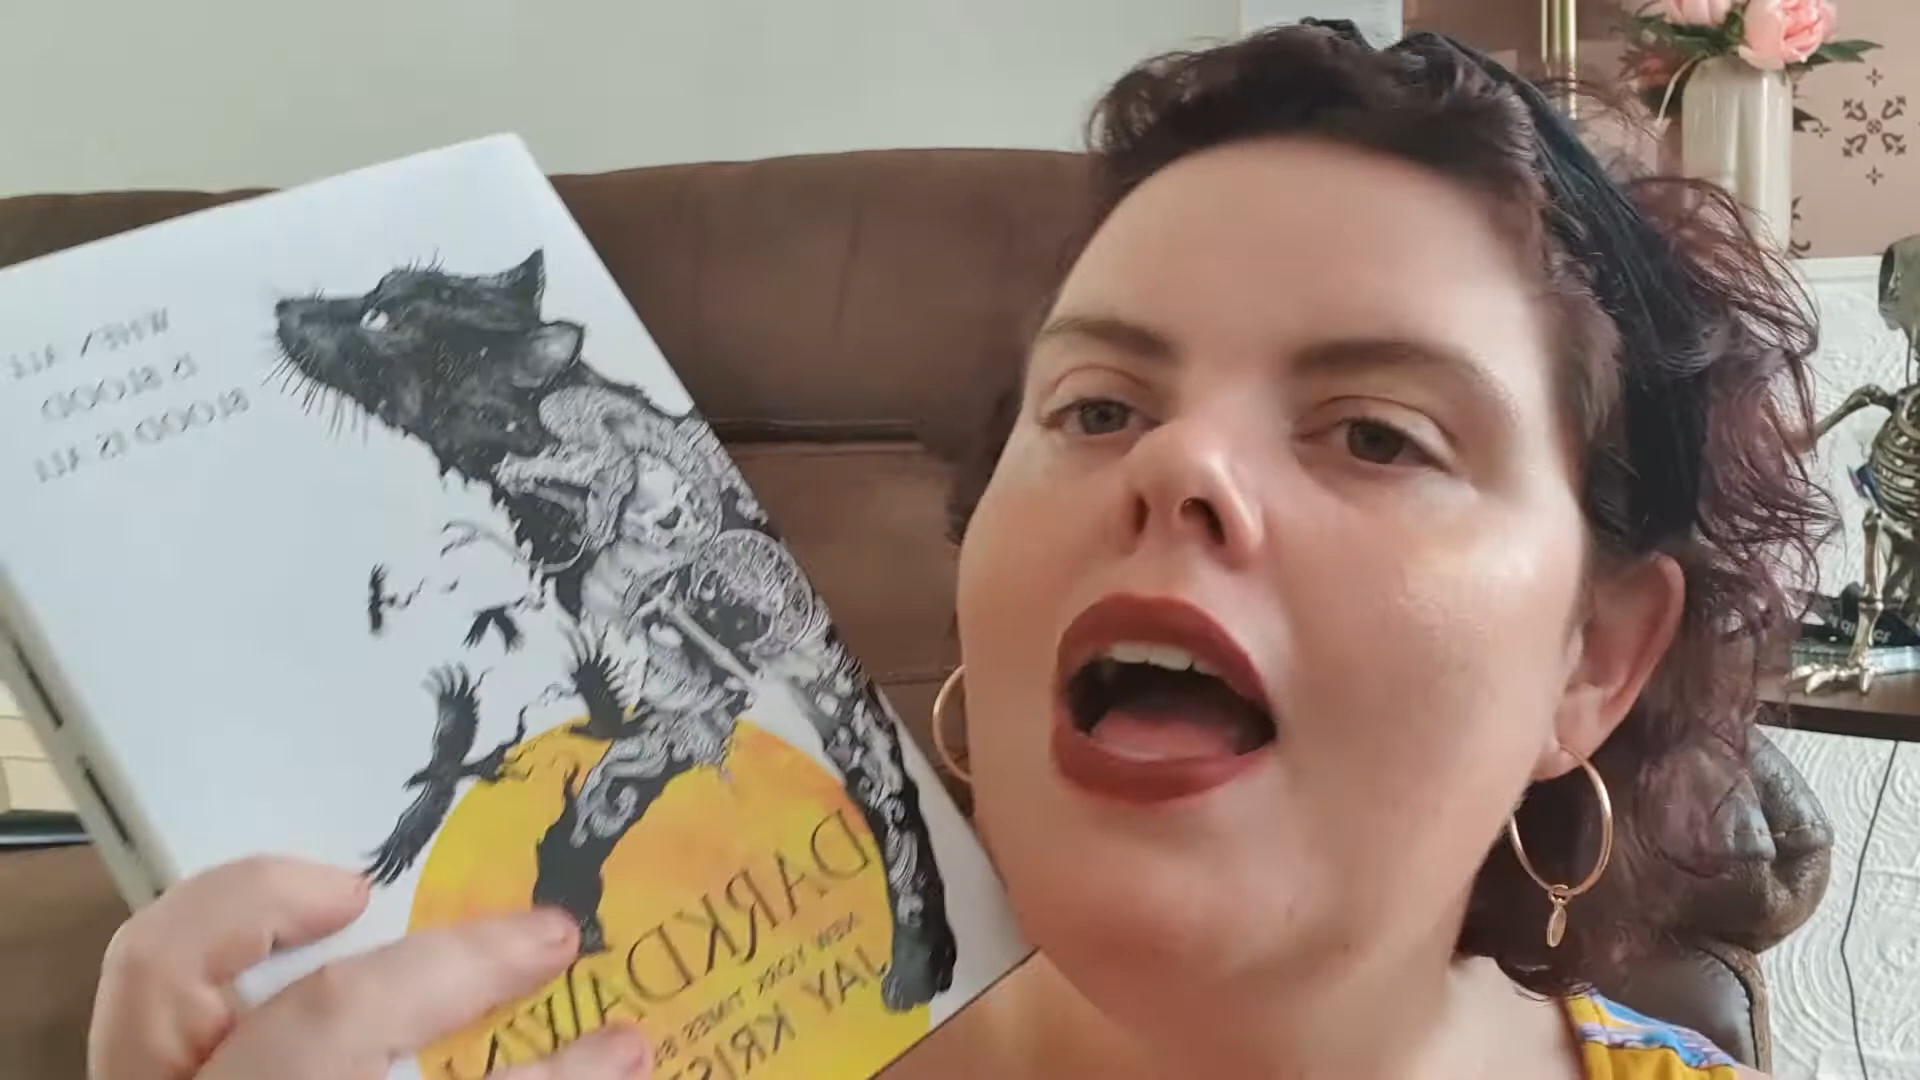 WHEN ALL
IS BLOOD
BLOOD IS ALL
DARKDAWN
NEW YORK TIMES
JAY